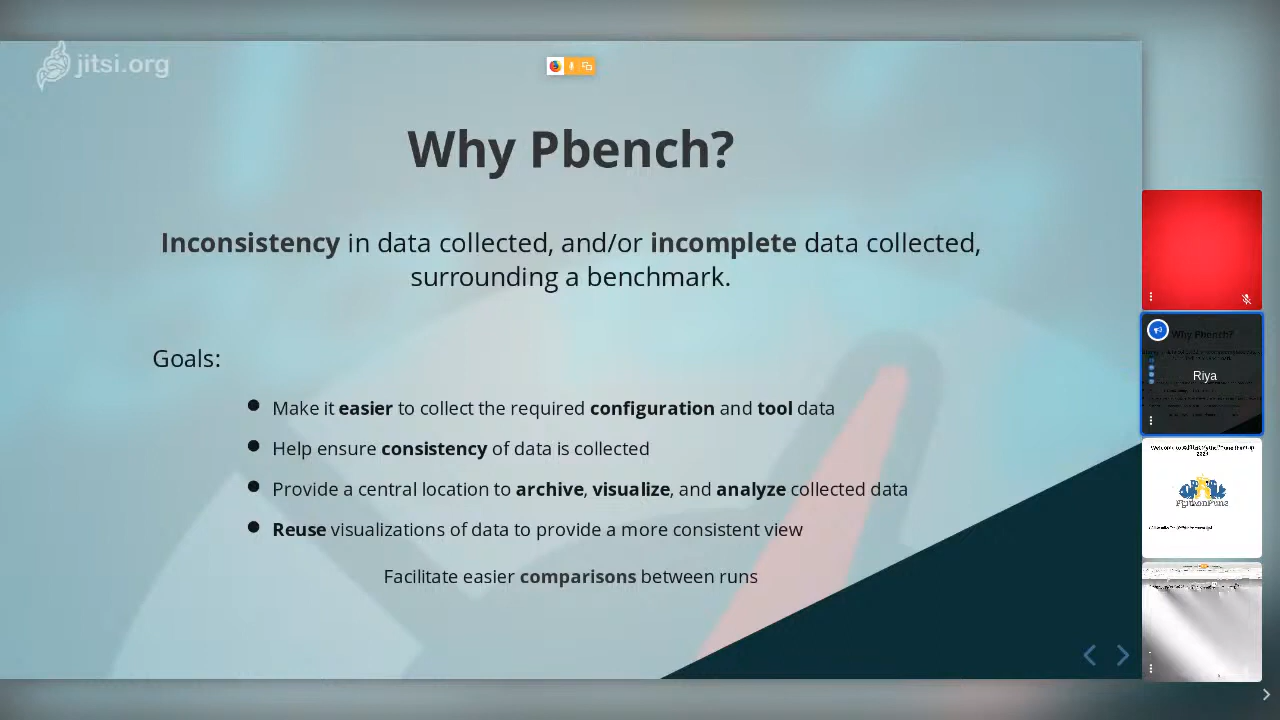 jitsi.org
Why Pbench?
Inconsistency in data collected, and/or incomplete data collected,
surrounding a benchmark.
Goals:
Make it easier to collect the required configuration and tool data
Help ensure consistency of data is collected
Provide a central location to archive, visualize, and analyze collected data
Reuse visualizations of data to provide a more consistent view
Facilitate easier comparisons between runs
Why Pbench?
Riya